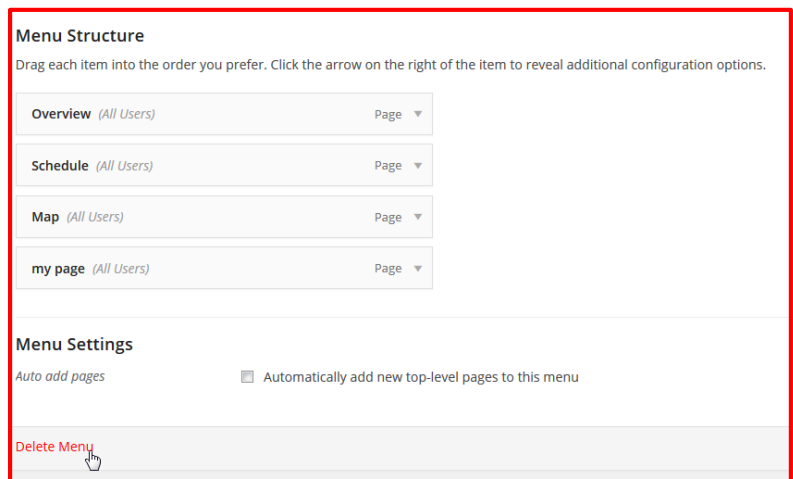 Menu Structure
Drag each item into the order you prefer. Click the arrow on the right of the item to reveal additional configuration options.
Overview (All Users) Page
Schedule (All Users) Page
Map (All Users) Page
my page (All Users) Page
Menu Settings
Auto add pages Automatically add new top-level pages to this menu
Delete Menu